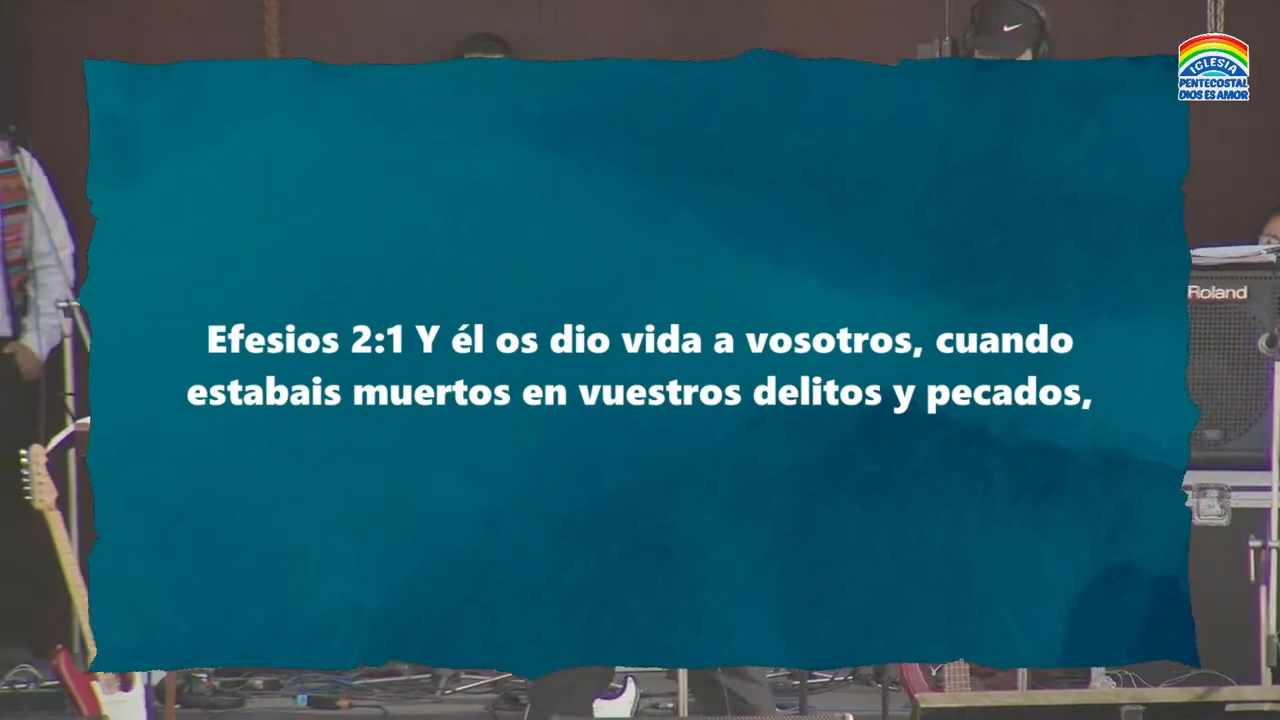 IGLESIA
PENTECOSTAL
DIOS ES AMOR
Roland
Efesios 2:1 Y él os dio vida a vosotros, cuando
estabais muertos en vuestros delitos y pecados,